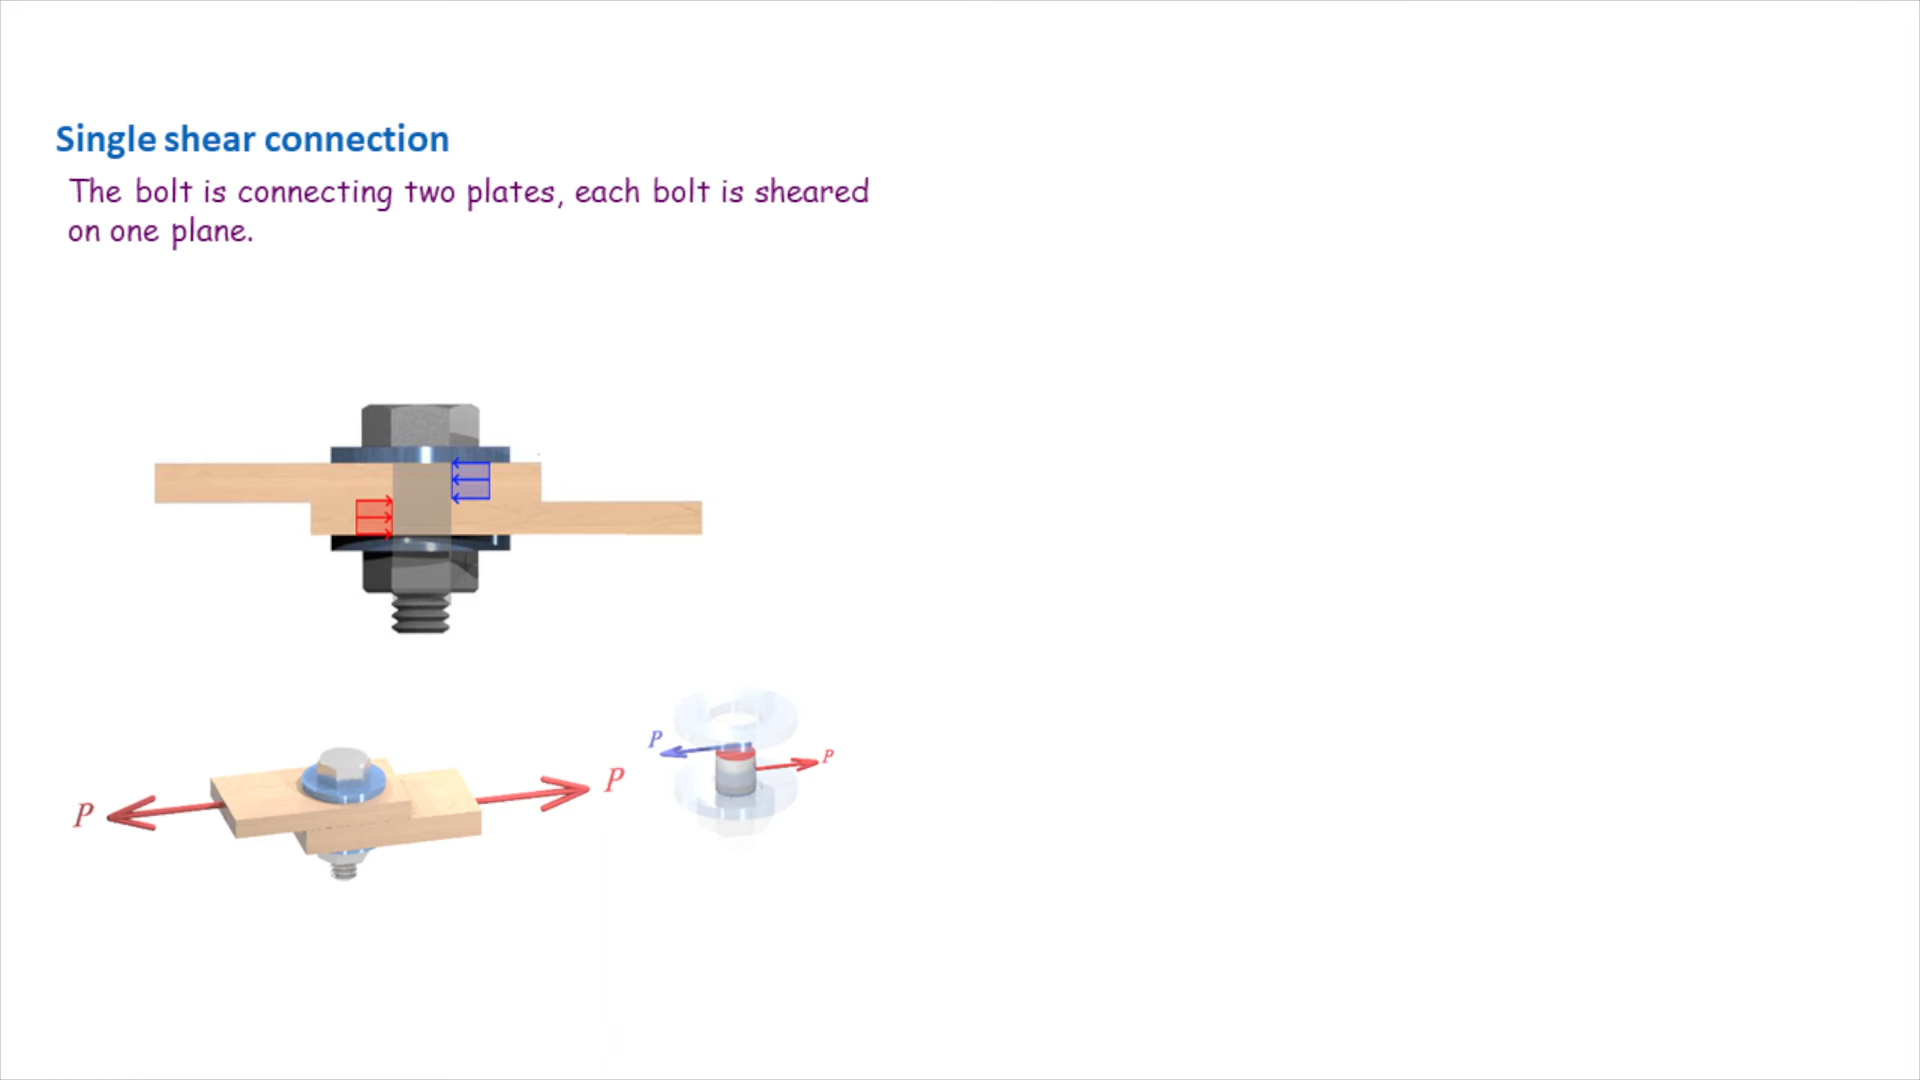 Single shear connection
The bolt is connecting two plates, each bolt is sheared
on one plane.
P
P
P
P